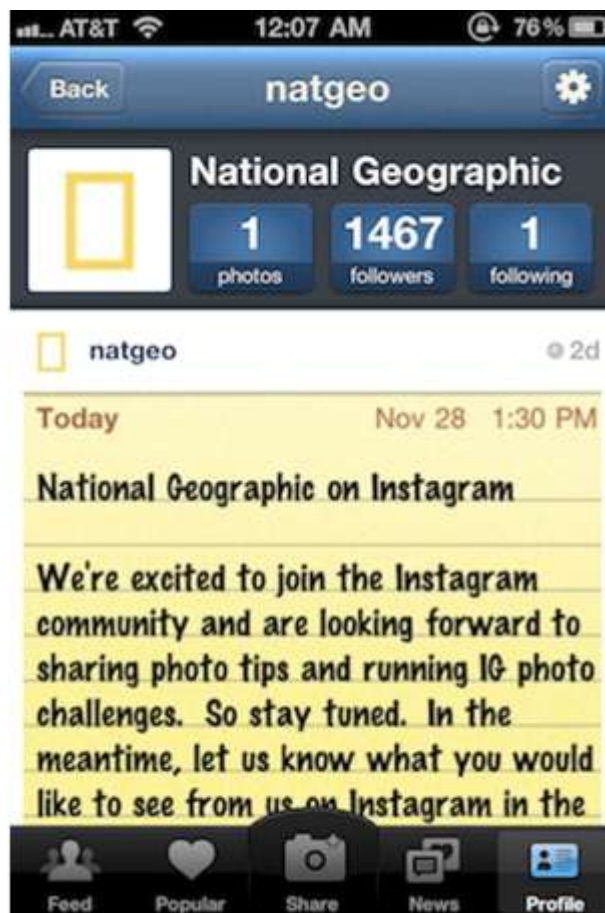 AT&T 12:07 AM 76%
Back natgeo
National Geographic
1 1467 1
photos followers following
natgeo 2d
Today Nov 28 1:30 PM
National Geographic on Instagram
We're excited to join the Instagram
community and are looking forward to
sharing photo tips and running IG photo
challenges. So stay tuned. In the
meantime, let us know what you would
like to see from us on Instagram in the
Feed Popular Share News Profile